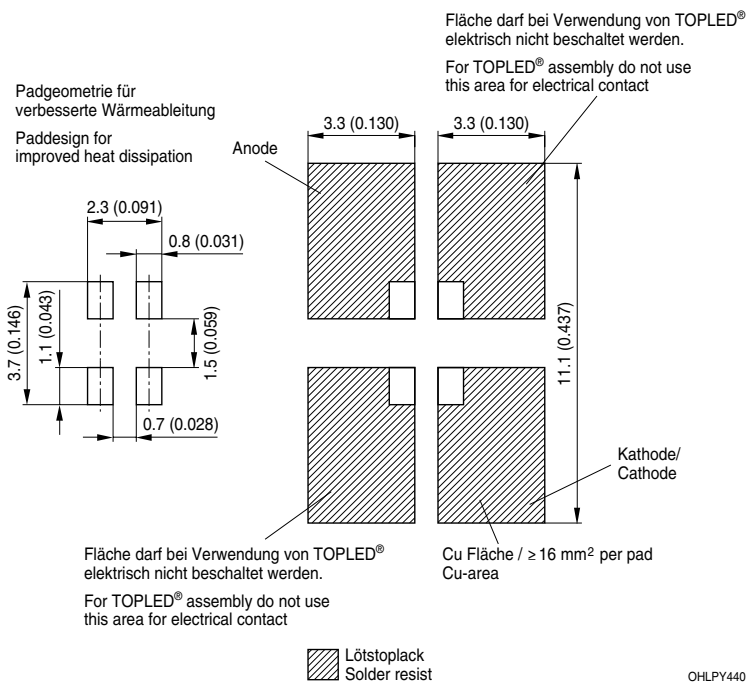 Fläche darf bei Verwendung von TOPLED®
elektrisch nicht beschaltet werden.
For TOPLED® assembly do not use
this area for electrical contact
Padgeometrie für
verbesserte Wärmeableitung
Paddesign for
improved heat dissipation
Anode
3.3 (0.130)
3.3 (0.130)
2.3 (0.091)
0.8 (0.031)
3.7 (0.146)
1.1 (0.043)
1.5 (0.059)
0.7 (0.028)
11.1 (0.437)
Kathode/
Cathode
Fläche darf bei Verwendung von TOPLED®
elektrisch nicht beschaltet werden.
For TOPLED® assembly do not use
this area for electrical contact
Cu Fläche / ≥ 16 mm² per pad
Cu-area
Lötstoplack
Solder resist
OHLPY440